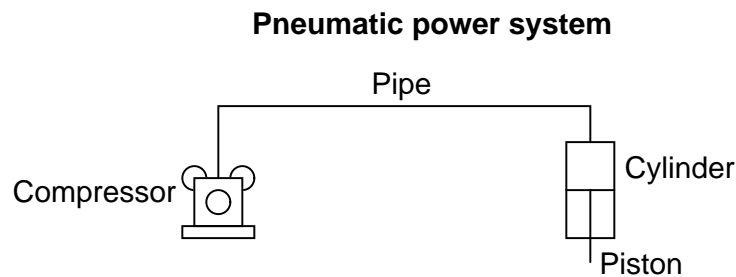 Pneumatic power system
Pipe
Compressor
Cylinder
Piston